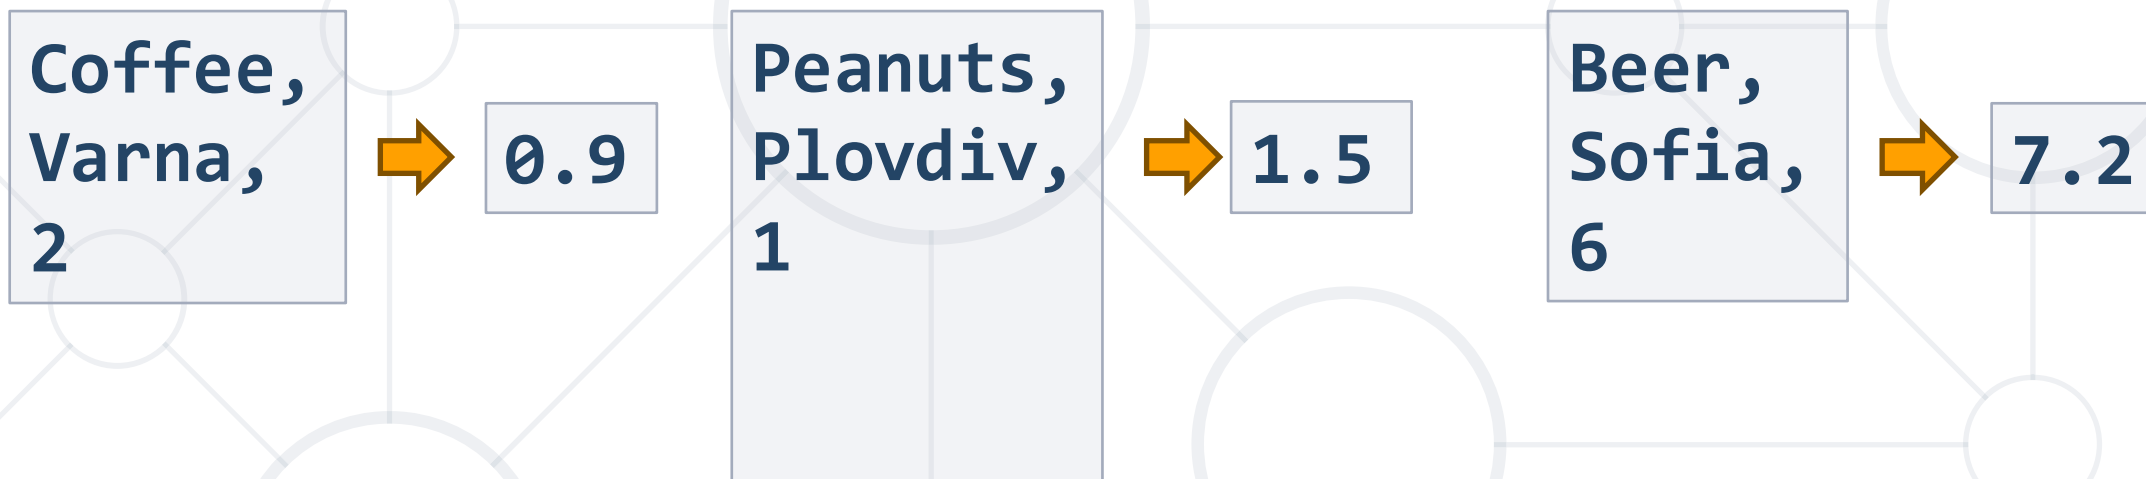 Coffee,
Varna,
2
0.9
Peanuts,
Plovdiv,
1
1.5
Beer,
Sofia,
6
7.2